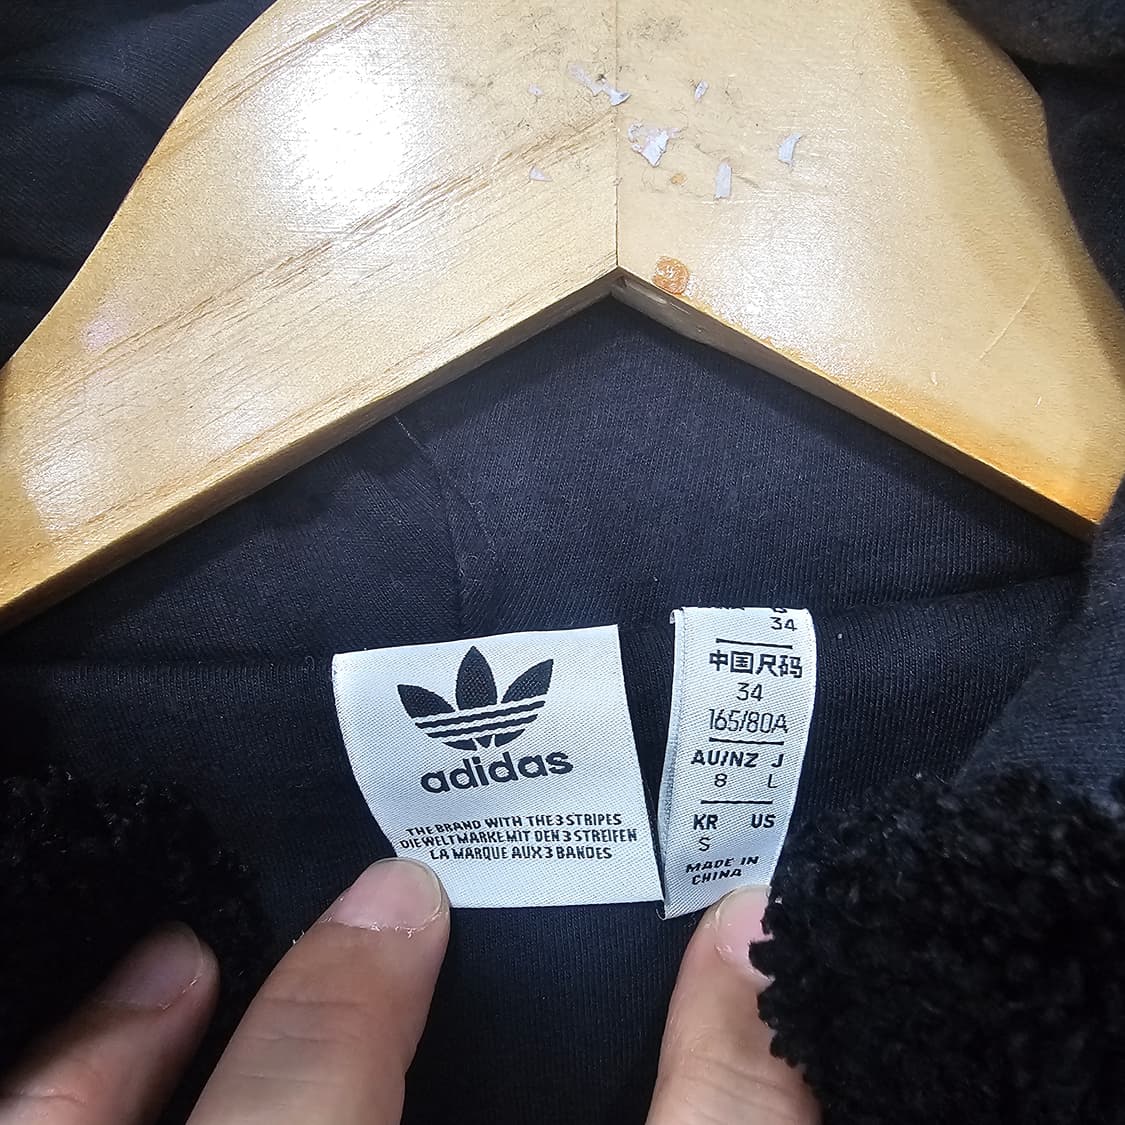 adidas
THE BRAND WITH THE 3 STRIPES
DIE WELTMARKE MIT DEN 3 STREIFEN
LA MARQUE AUX 3 BANDES
34
中国尺码
34
165/80A
AU/NZ J
8 L
KR US
S
MADE IN
CHINA